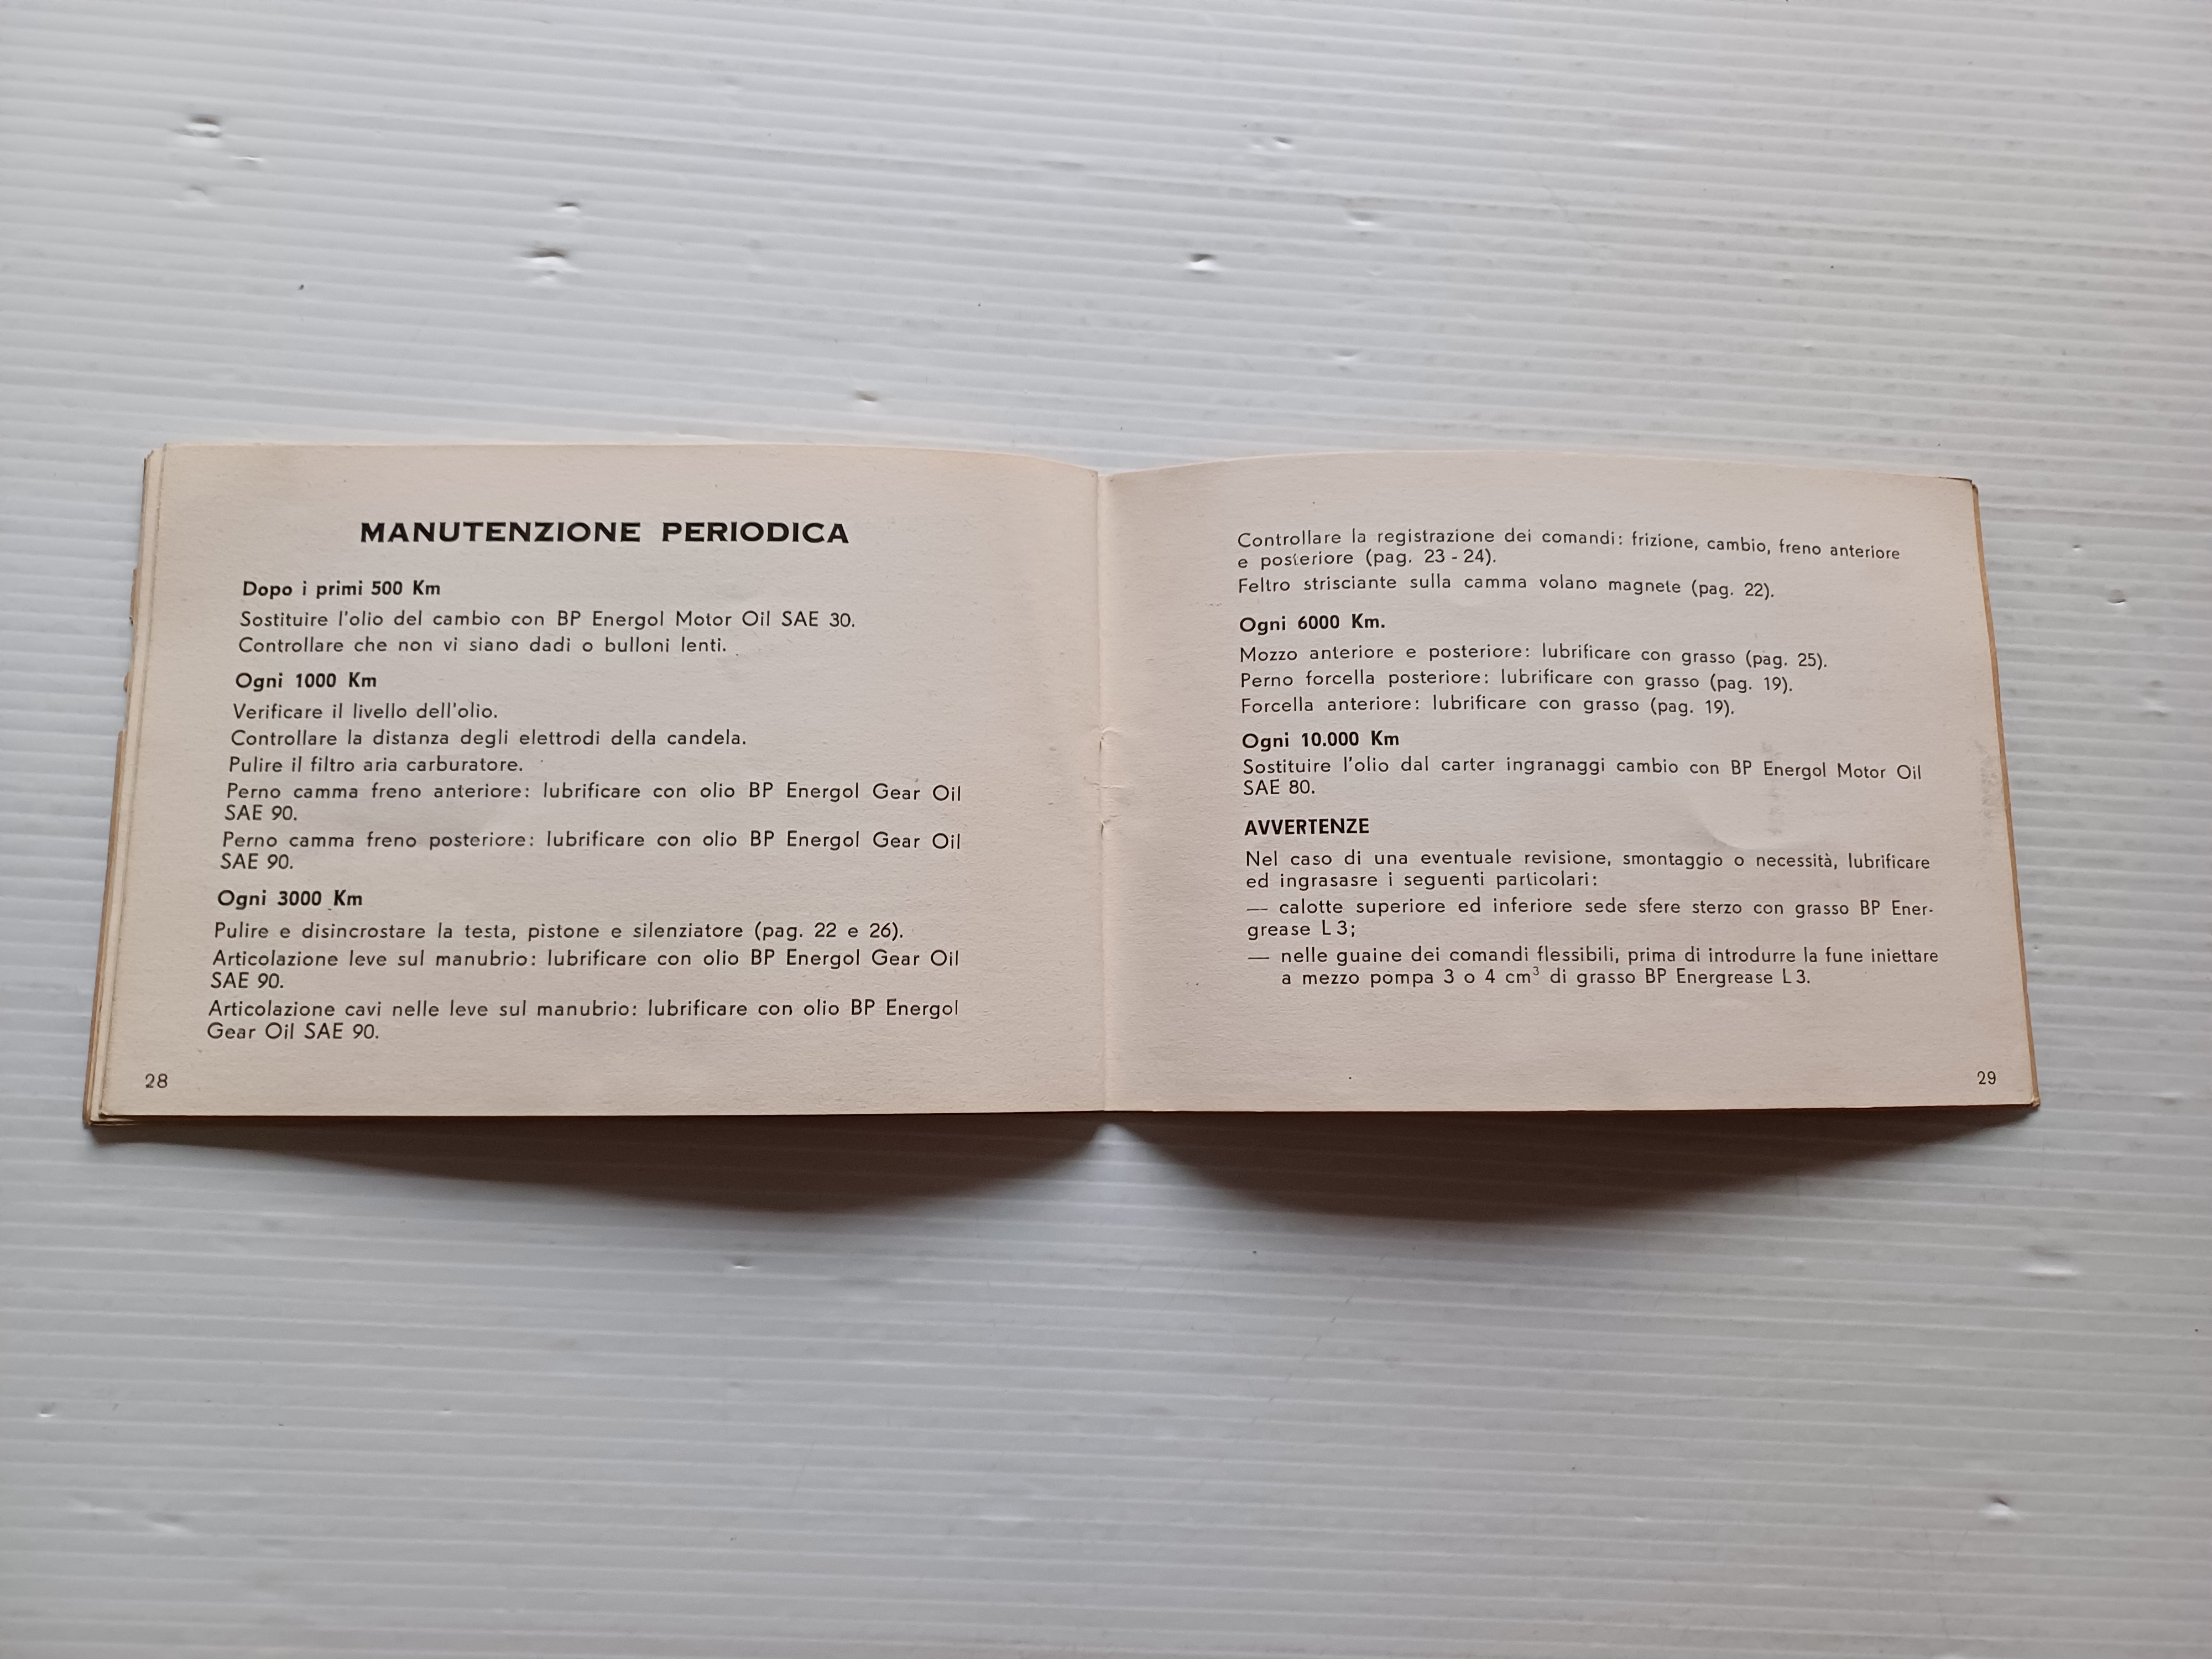 MANUTENZIONE PERIODICA
Dopo i primi 500 Km
Sostituire l'olio del cambio con BP Energol Motor Oil SAE 30.
Controllare che non vi siano dadi o bulloni lenti.
Ogni 1000 Km
Verificare il livello dell'olio.
Controllare la distanza degli elettrodi della candela.
Pulire il filtro aria carburatore.
Perno camma freno anteriore: lubrificare con olio BP Energol Gear Oil
SAE 90.
Perno camma freno posteriore: lubrificare con olio BP Energol Gear Oil
SAE 90.
Ogni 3000 Km
Pulire e disincrostare la testa, pistone e silenziatore (pag. 22 e 26).
Articolazione leve sul manubrio: lubrificare con olio BP Energol Gear Oil
SAE 90.
Articolazione cavi nelle leve sul manubrio: lubrificare con olio BP Energol
Gear Oil SAE 90.
28
Controllare la registrazione dei comandi: frizione, cambio, freno anteriore
e posteriore (pag. 23 - 24).
Feltro strisciante sulla camma volano magnete (pag. 22).
Ogni 6000 Km.
Mozzo anteriore e posteriore: lubrificare con grasso (pag. 25).
Perno forcella posteriore: lubrificare con grasso (pag. 19).
Forcella anteriore: lubrificare con grasso (pag. 19).
Ogni 10.000 Km
Sostituire l'olio dal carter ingranaggi cambio con BP Energol Motor Oil
SAE 80.
AVVERTENZE
Nel caso di una eventuale revisione, smontaggio o necessità, lubrificare
ed ingrasasre i seguenti particolari:
— calotte superiore ed inferiore sede sfere sterzo con grasso BP Ener-
grease L 3;
— nelle guaine dei comandi flessibili, prima di introdurre la fune iniettare
a mezzo pompa 3 o 4 cm³ di grasso BP Energrease L 3.
29